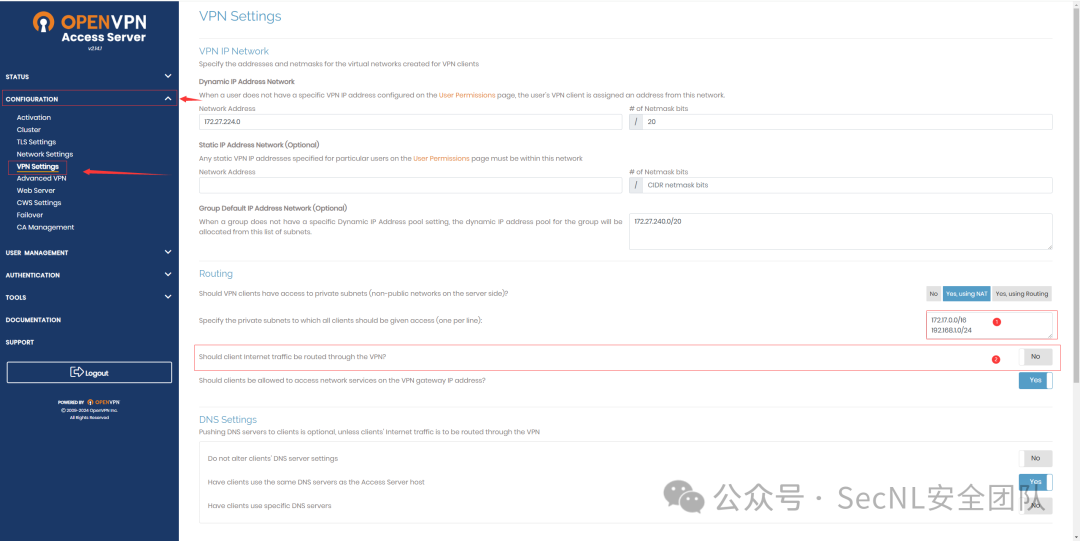 OPENVPN
Access Server
v2.14.1
STATUS
CONFIGURATION
Activation
Cluster
TLS Settings
Network Settings
VPN Settings
Advanced VPN
Web Server
CWS Settings
Failover
CA Management
USER MANAGEMENT
AUTHENTICATION
TOOLS
DOCUMENTATION
SUPPORT
Logout
POWERED BY OPENVPN
© 2009-2024 OpenVPN Inc.
All Rights Reserved
VPN Settings
VPN IP Network
Specify the addresses and netmasks for the virtual networks created for VPN clients
Dynamic IP Address Network
When a user does not have a specific VPN IP address configured on the User Permissions page, the user's VPN client is assigned an address from this network.
Network Address
# of Netmask bits
172.27.224.0
/ 20
Static IP Address Network (Optional)
Any static VPN IP addresses specified for particular users on the User Permissions page must be within this network
Network Address
# of Netmask bits
/ CIDR netmask bits
Group Default IP Address Network (Optional)
When a group does not have a specific Dynamic IP Address pool setting, the dynamic IP address pool for the group will be
allocated from this list of subnets.
172.27.240.0/20
Routing
Should VPN clients have access to private subnets (non-public networks on the server side)?
No
Yes, using NAT
Yes, using Routing
Specify the private subnets to which all clients should be given access (one per line):
172.17.0.0/16
192.168.1.0/24
1
Should client Internet traffic be routed through the VPN?
2
No
Should clients be allowed to access network services on the VPN gateway IP address?
Yes
DNS Settings
Pushing DNS servers to clients is optional, unless clients' Internet traffic is to be routed through the VPN
Do not alter clients' DNS server settings
No
Have clients use the same DNS servers as the Access Server host
Yes
Have clients use specific DNS servers
No
公众号 · SecNL安全团队